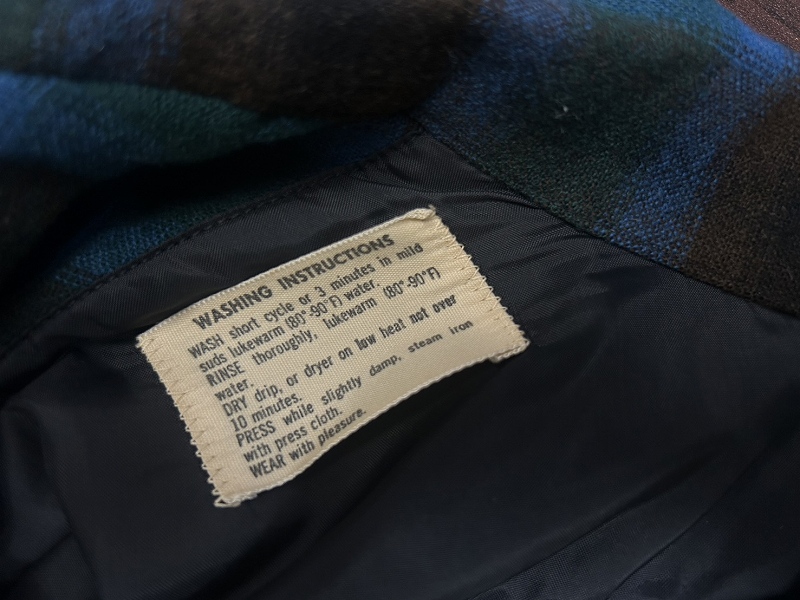 WASHING INSTRUCTIONS
WASH short cycle or 3 minutes in mild
suds lukewarm (80°-90°F) water.
RINSE thoroughly, lukewarm (80°-90°F)
water.
DRY drip, or dryer on low heat not over
10 minutes.
PRESS while slightly damp, steam iron
with press cloth.
WEAR with pleasure.